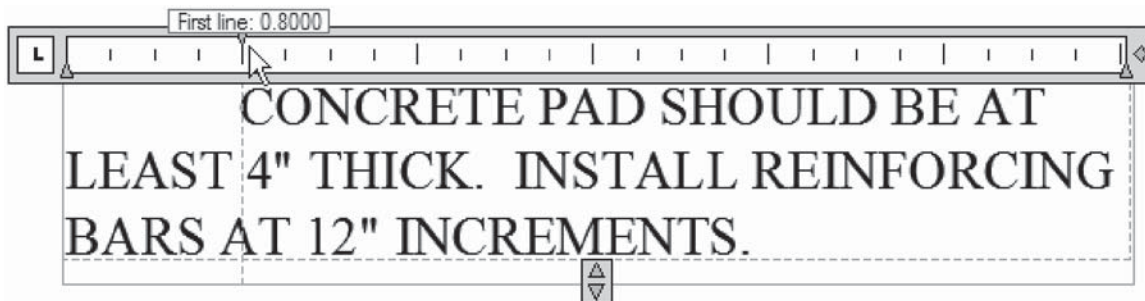 First line: 0.8000
L
CONCRETE PAD SHOULD BE AT
LEAST 4" THICK.  INSTALL REINFORCING
BARS AT 12" INCREMENTS.